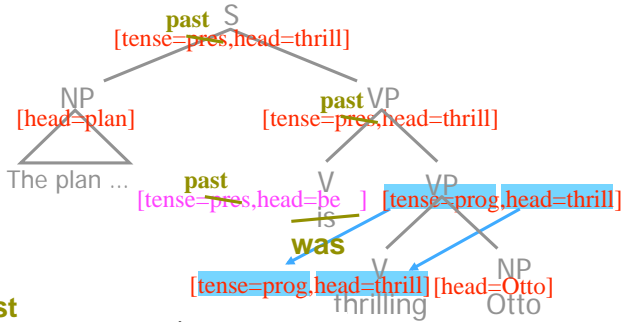 past S
[tense=pres,head=thrill]
NP past VP
[head=plan] [tense=pres,head=thrill]
The plan ... past V VP
[tense=pres,head=be ] [tense=prog,head=thrill]
is
was
V NP
[tense=prog,head=thrill] [head=Otto]
st thrilling Otto